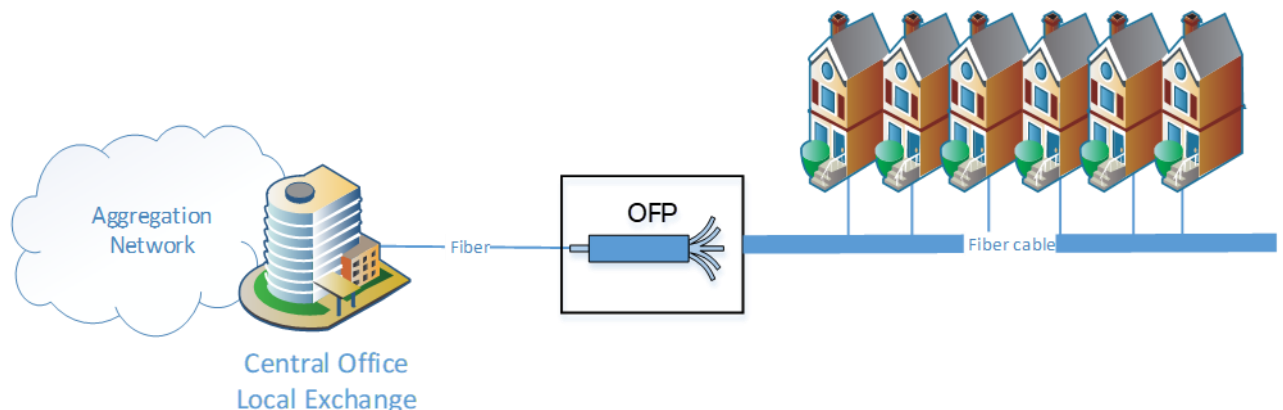 Aggregation
Network
Fiber
OFP
Fiber cable
Central Office
Local Exchange